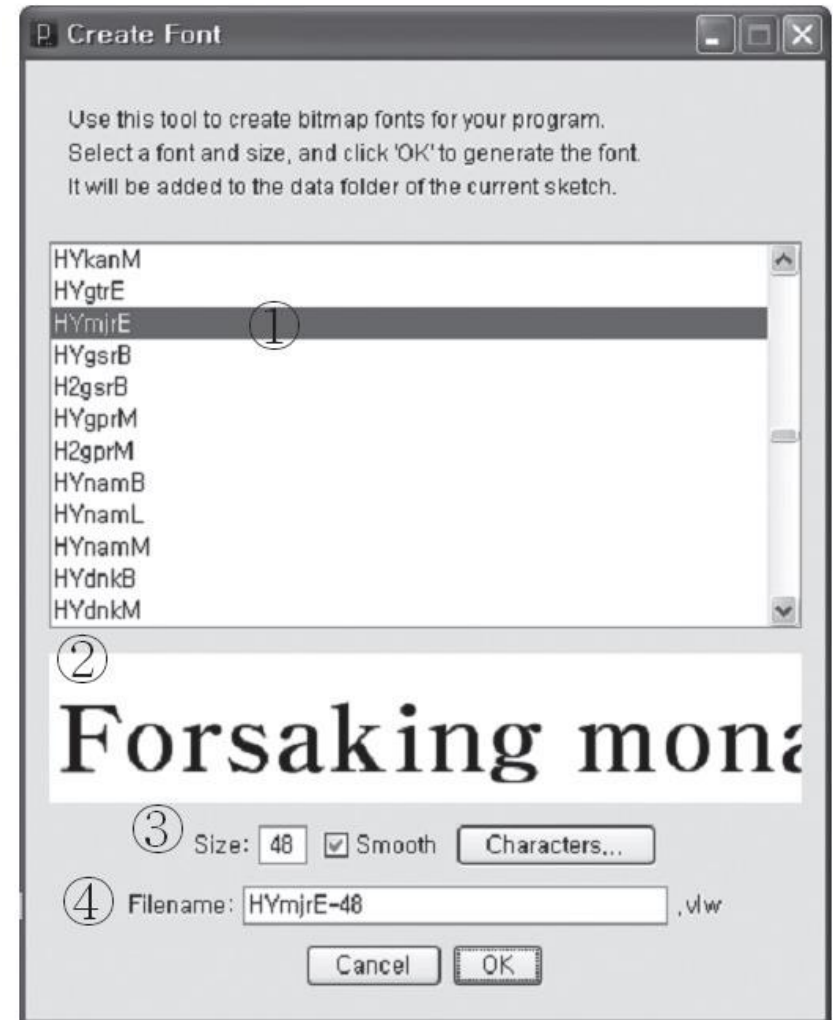 Create Font
Use this tool to create bitmap fonts for your program.
Select a font and size, and click 'OK' to generate the font.
It will be added to the data folder of the current sketch.
HYkanM
HYgtrE
HYmjrE ①
HYgsrB
H2gsrB
HYgprM
H2gprM
HYnamB
HYnamL
HYnamM
HYdnkB
HYdnkM
②
Forsaking mona
③ Size: 48 Smooth Characters...
④ Filename: HYmjrE-48 .vlw
Cancel OK